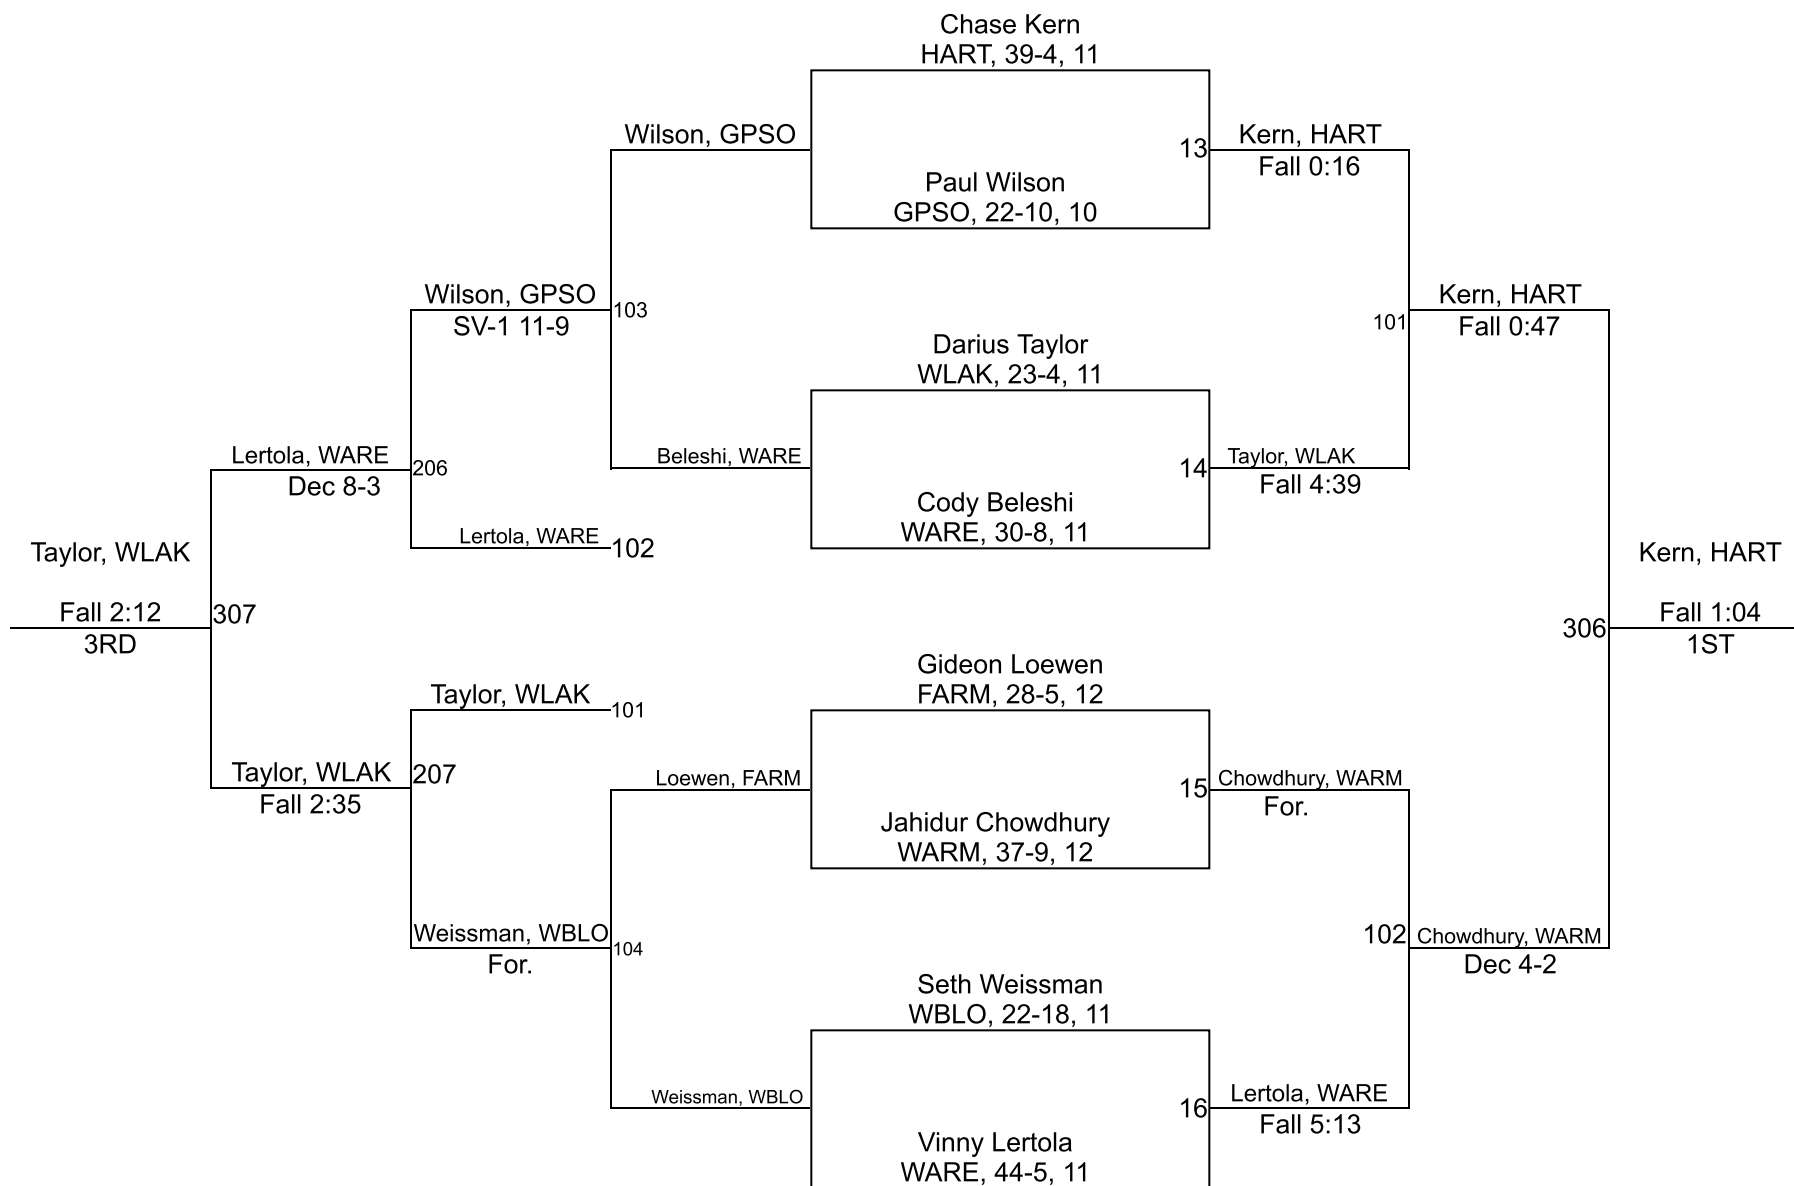 Chase Kern
HART, 39-4, 11
Wilson, GPSO
13
Kern, HART
Fall 0:16
Paul Wilson
GPSO, 22-10, 10
Wilson, GPSO
SV-1 11-9
103
Kern, HART
Fall 0:47
101
Darius Taylor
WLAK, 23-4, 11
Lertola, WARE
Dec 8-3
206
Beleshi, WARE
14
Taylor, WLAK
Fall 4:39
Cody Beleshi
WARE, 30-8, 11
Lertola, WARE
102
Taylor, WLAK
Fall 2:12
3RD
307
Kern, HART
306
Fall 1:04
1ST
Gideon Loewen
FARM, 28-5, 12
Taylor, WLAK
101
Taylor, WLAK
Fall 2:35
207
Loewen, FARM
15
Chowdhury, WARM
For.
Jahidur Chowdhury
WARM, 37-9, 12
Weissman, WBLO
For.
104
102
Chowdhury, WARM
Dec 4-2
Seth Weissman
WBLO, 22-18, 11
Weissman, WBLO
16
Lertola, WARE
Fall 5:13
Vinny Lertola
WARE, 44-5, 11